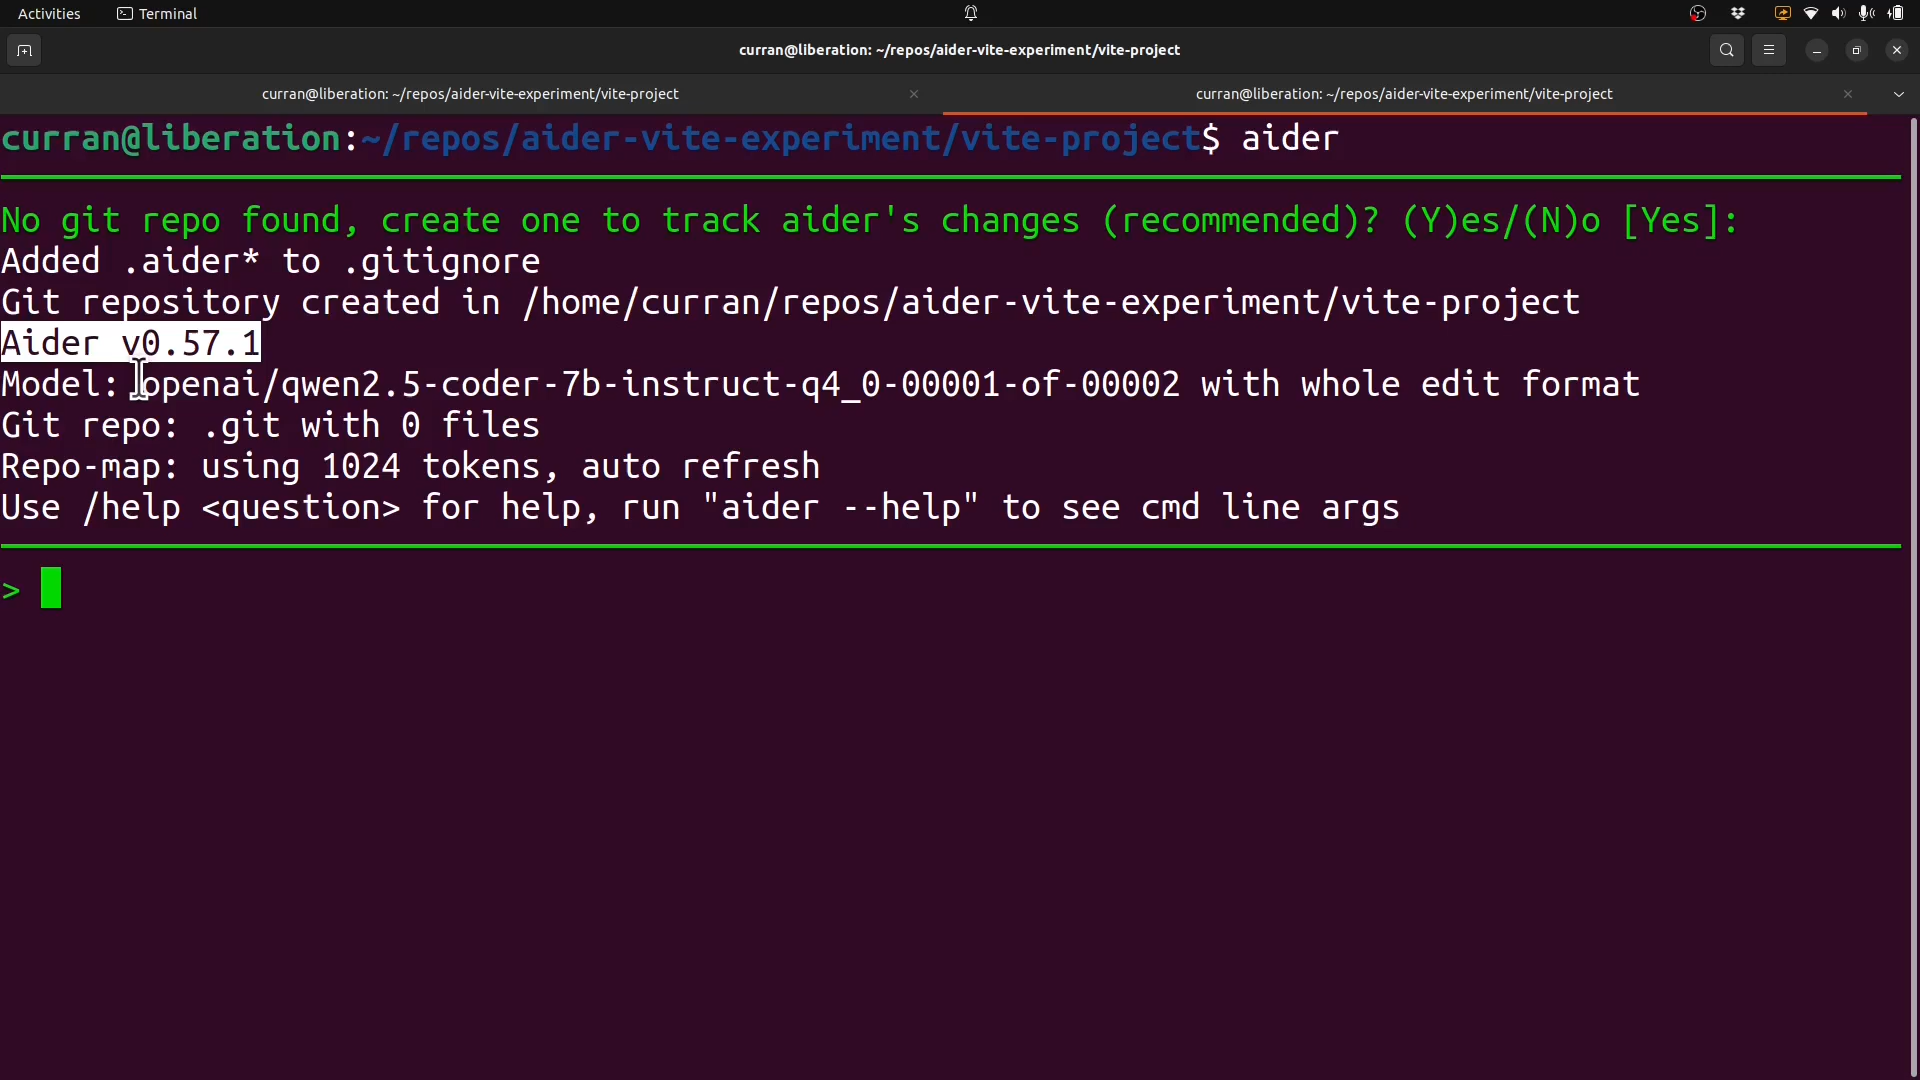 Activities Terminal
curran@liberation: ~/repos/aider-vite-experiment/vite-project
curran@liberation: ~/repos/aider-vite-experiment/vite-project curran@liberation: ~/repos/aider-vite-experiment/vite-project
curran@liberation:~/repos/aider-vite-experiment/vite-project$ aider
No git repo found, create one to track aider's changes (recommended)? (Y)es/(N)o [Yes]:
Added .aider* to .gitignore
Git repository created in /home/curran/repos/aider-vite-experiment/vite-project
Aider v0.57.1
Model: openai/qwen2.5-coder-7b-instruct-q4_0-00001-of-00002 with whole edit format
Git repo: .git with 0 files
Repo-map: using 1024 tokens, auto refresh
Use /help <question> for help, run "aider --help" to see cmd line args
>